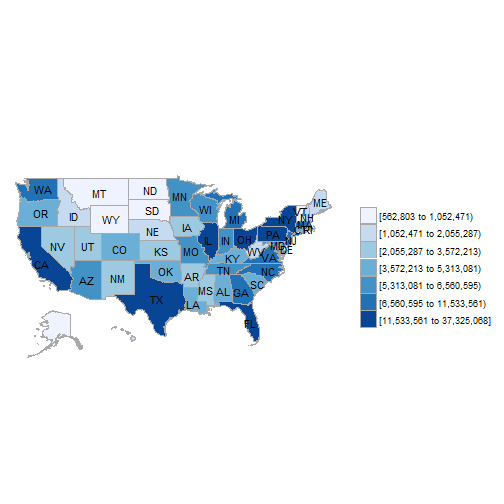 WA
MT
ND
MN
ME
OR
ID
SD
WI
MI
VT
NH
NY
WY
IA
NE
PA
NV
UT
CO
KS
MO
IL
IN
OH
NJ
MD
DE
WV
VA
KY
CA
AZ
NM
OK
AR
TN
NC
SC
TX
LA
MS
AL
GA
FL
[562,803 to 1,052,471)
[1,052,471 to 2,055,287)
[2,055,287 to 3,572,213)
[3,572,213 to 5,313,081)
[5,313,081 to 6,560,595)
[6,560,595 to 11,533,561)
[11,533,561 to 37,325,068]